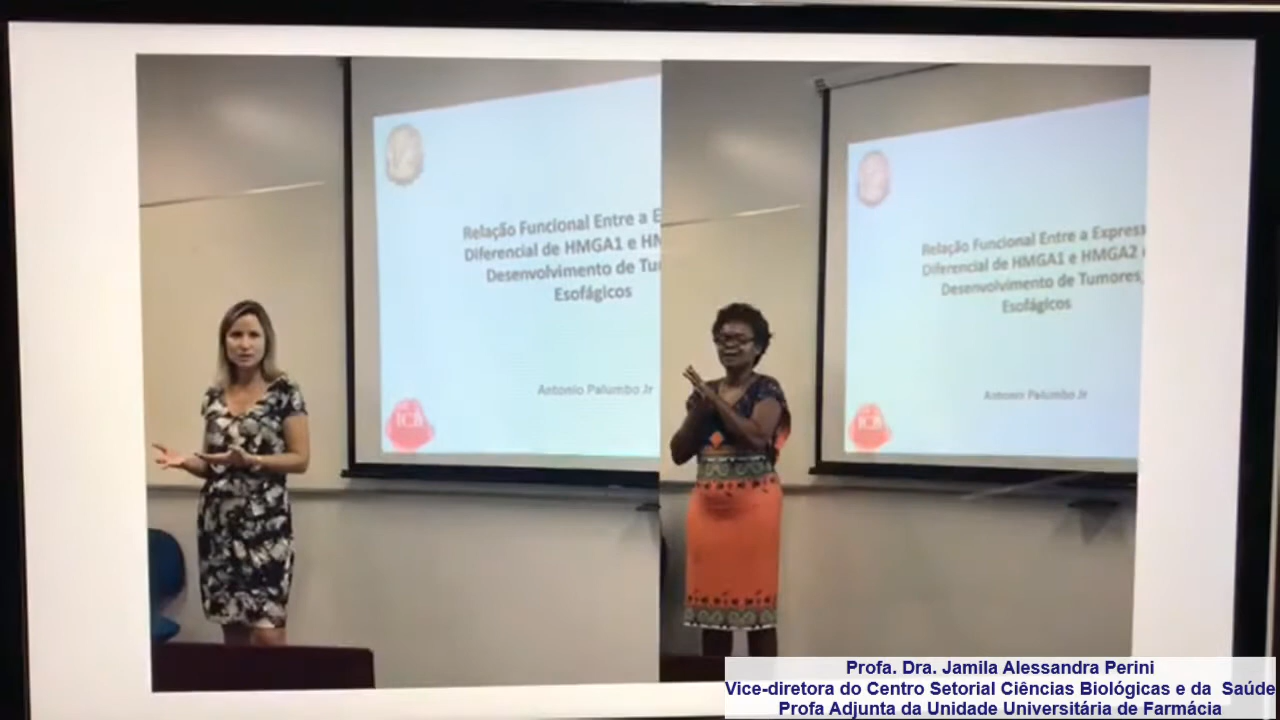 Relação Funcional Entre a E
Diferencial de HMGA1 e HM
Desenvolvimento de Tu
Esofágicos
Antonio Palumbo Jr
ICB
Relação Funcional Entre a Express
Diferencial de HMGA1 e HMGA2
Desenvolvimento de Tumores
Esofágicos
Antonio Palumbo Jr
ICB
Profa. Dra. Jamila Alessandra Perini
Vice-diretora do Centro Setorial Ciências Biológicas e da Saúde
Profa Adjunta da Unidade Universitária de Farmácia